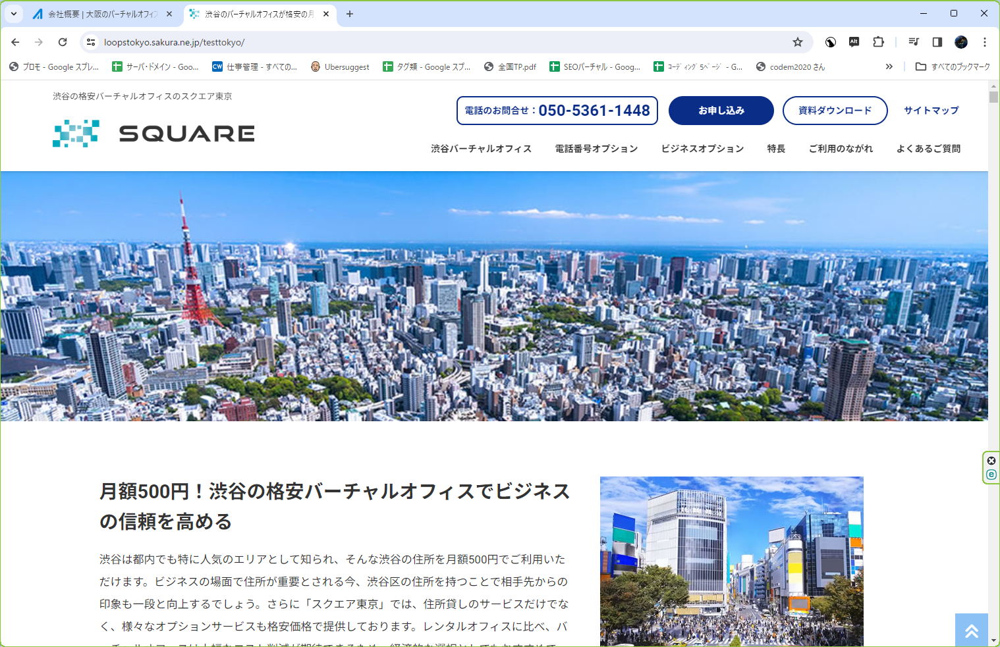 会社概要 | 大阪のバーチャルオフィス
渋谷のバーチャルオフィスが格安の月
loopstokyo.sakura.ne.jp/testtokyo/
プロモ - Google スプレ...
サーバ・ドメイン - Goo...
CW 仕事管理 - すべての...
Ubersuggest
タグ類 - Google スプ...
全国TP.pdf
SEOバーチャル - Goog...
コーディング 5ページ - G...
codem2020 さん
すべてのブックマーク
渋谷の格安バーチャルオフィスのスクエア東京
SQUARE
電話のお問合せ：050-5361-1448
お申し込み
資料ダウンロード
サイトマップ
渋谷バーチャルオフィス
電話番号オプション
ビジネスオプション
特長
ご利用のながれ
よくあるご質問
月額500円！渋谷の格安バーチャルオフィスでビジネス
の信頼を高める
渋谷は都内でも特に人気のエリアとして知られ、そんな渋谷の住所を月額500円でご利用いた
だけます。ビジネスの場面で住所が重要とされる今、渋谷区の住所を持つことで相手先からの
印象も一段と向上するでしょう。さらに「スクエア東京」では、住所貸しのサービスだけでな
く、様々なオプションサービスも格安価格で提供しております。レンタルオフィスに比べ、バ